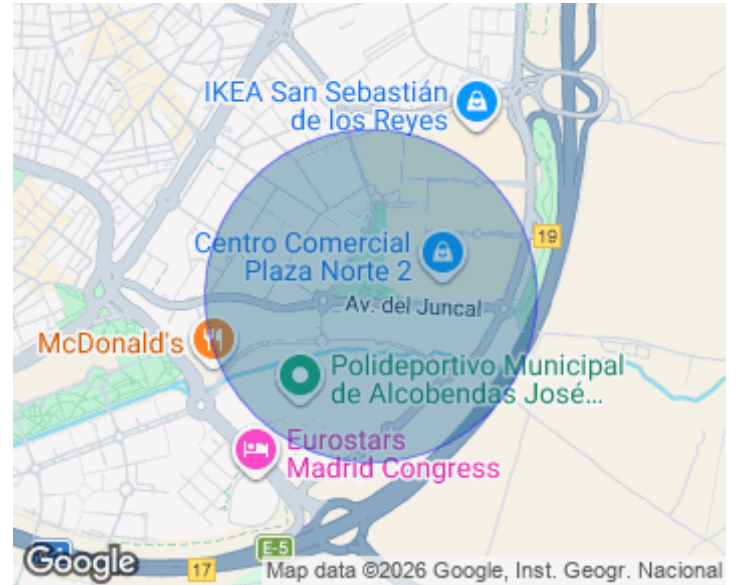 IKEA San Sebastián
de los Reyes
Centro Comercial
Plaza Norte 2
19
Av. del Juncal
McDonald's
Polideportivo Municipal
de Alcobendas José...
Eurostars
Madrid Congress
E-5
17
Google
Map data ©2026 Google, Inst. Geogr. Nacional